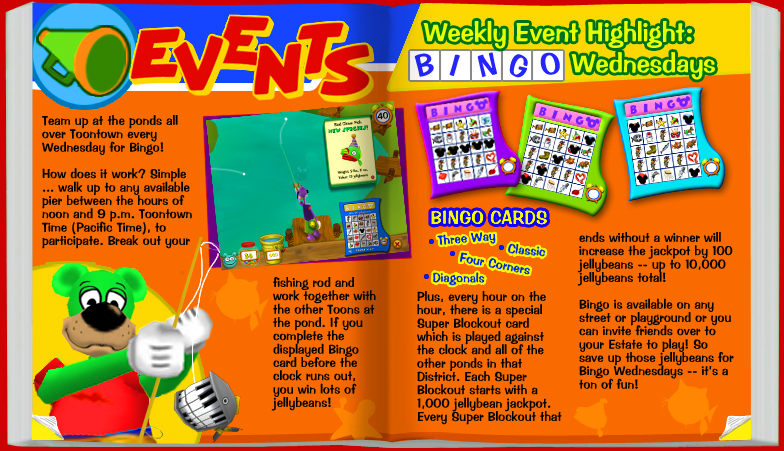 EVENTS
Team up at the ponds all
over Toontown every
Wednesday for Bingo!
How does it work? Simple
... walk up to any available
pier between the hours of
noon and 9 p.m. Toontown
Time (Pacific Time), to
participate. Break out your
NEW SPECIES!
40
fishing rod and
work together with
the other Toons at
the pond. If you
complete the
displayed Bingo
card before the
clock runs out,
you win lots of
jellybeans!
Weekly Event Highlight:
BINGO Wednesdays
BINGO
BINGO
BINGO
BINGO CARDS
• Three Way
• Classic
• Four Corners
• Diagonals
Plus, every hour on the
hour, there is a special
Super Blockout card
which is played against
the clock and all of the
other ponds in that
District. Each Super
Blockout starts with a
1,000 jellybean jackpot.
Every Super Blockout that
ends without a winner will
increase the jackpot by 100
jellybeans -- up to 10,000
jellybeans total!
Bingo is available on any
street or playground or you
can invite friends over to
your Estate to play! So
save up those jellybeans for
Bingo Wednesdays -- it's a
ton of fun!